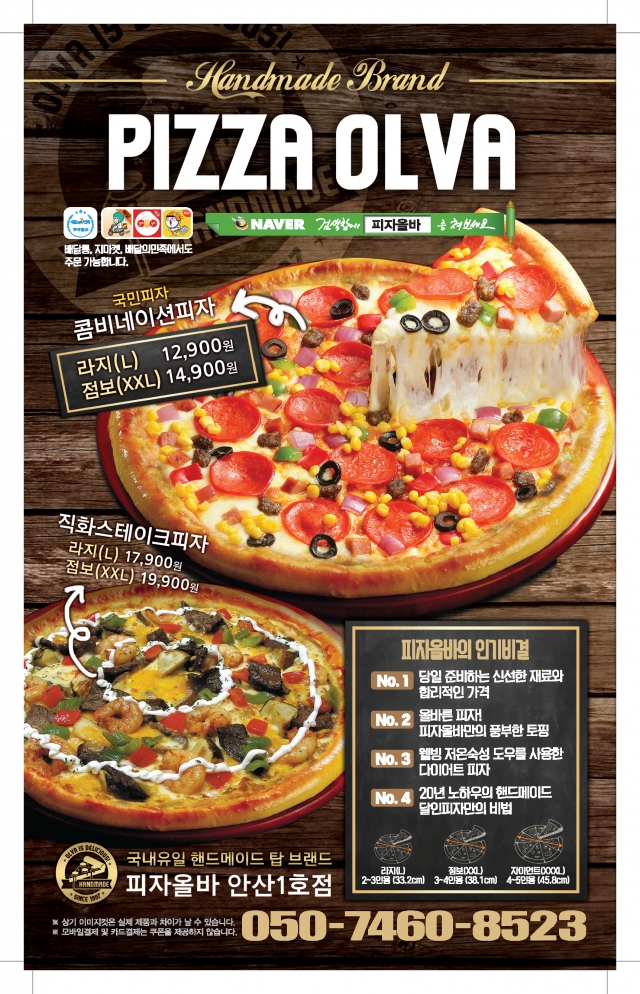 OLVA IS DELICIOUS!
HANDMADE
Handmade Brand
PIZZA OLVA
배달통, 지마켓, 배달의민족에서도
주문 가능합니다.
NAVER 검색창에 피자올바 를 쳐보세요
국민피자
콤비네이션피자
라지(L) 12,900원
점보(XXL) 14,900원
직화스테이크피자
라지(L) 17,900원
점보(XXL) 19,900원
피자올바의 인기비결
No. 1 당일 준비하는 신선한 재료와
합리적인 가격
No. 2 올바른 피자!
피자올바만의 풍부한 토핑
No. 3 웰빙 저온숙성 도우를 사용한
다이어트 피자
No. 4 20년 노하우의 핸드메이드
달인피자만의 비법
라지(L) 점보(XXL) 자이언트(XXXL)
2~3인용 (33.2cm) 3~4인용 (38.1cm) 4~5인용 (45.8cm)
OLVA IS DELICIOUS!
HANDMADE
SINCE 1997
국내유일 핸드메이드 탑 브랜드
피자올바 안산1호점
※ 상기 이미지컷은 실제 제품과 차이가 날 수 있습니다.
※ 모바일결제 및 카드결제는 쿠폰을 제공하지 않습니다.
050-7460-8523